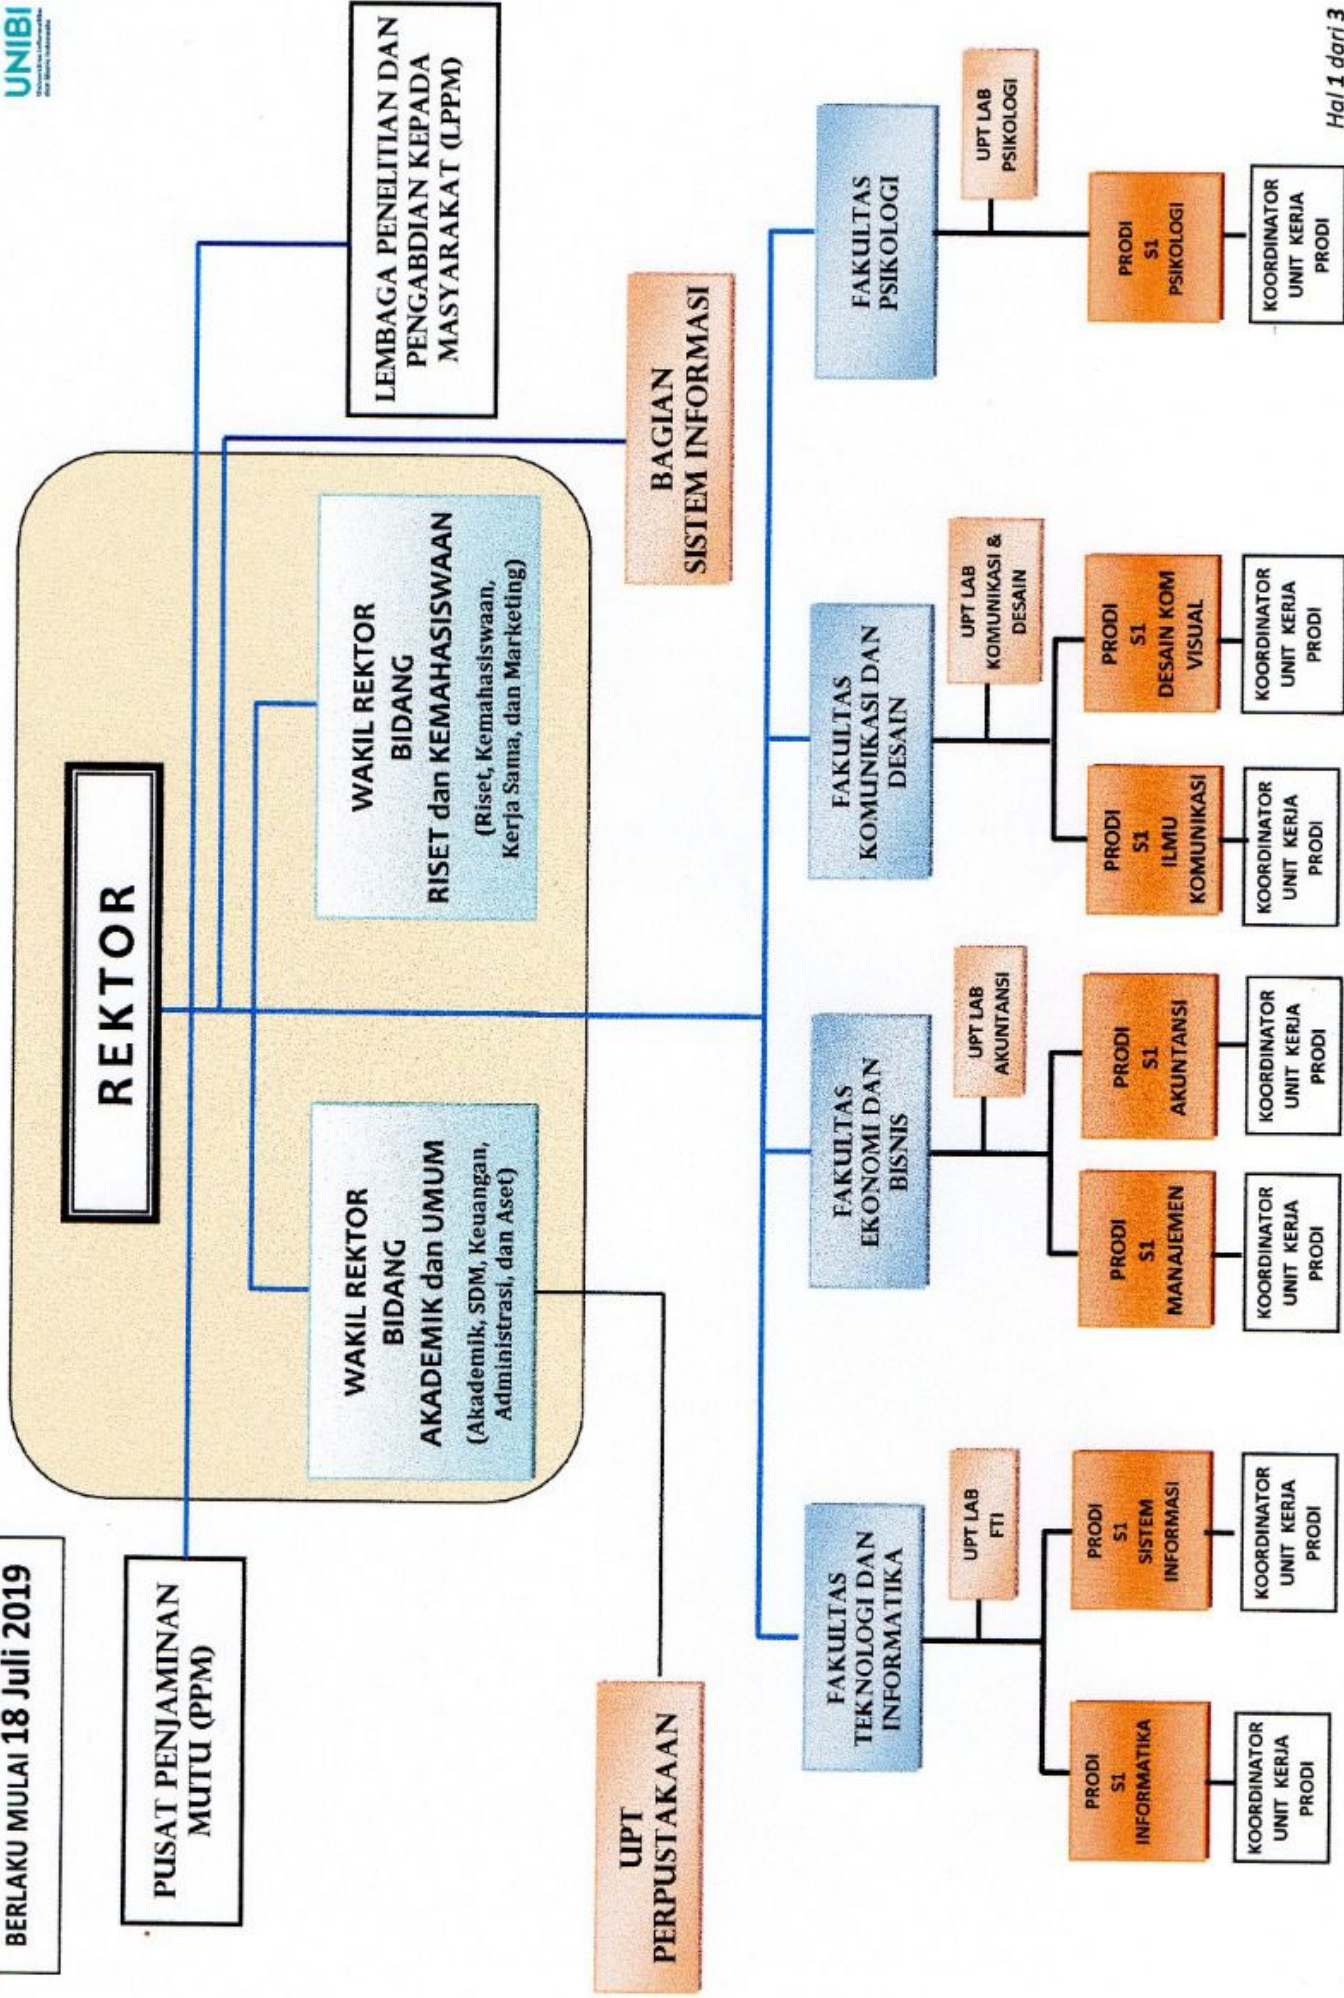 UNIBI
Universitas Informatika
dan Bisnis Indonesia
BERLAKU MULAI 18 Juli 2019
REKTOR
PUSAT PENJAMINAN
MUTU (PPM)
LEMBAGA PENELITIAN DAN
PENGABDIAN KEPADA
MASYARAKAT (LPPM)
WAKIL REKTOR
BIDANG
AKADEMIK dan UMUM
(Akademik, SDM, Keuangan,
Administrasi, dan Aset)
WAKIL REKTOR
BIDANG
RISET dan KEMAHASISWAAN
(Riset, Kemahasiswaan,
Kerja Sama, dan Marketing)
UPT
PERPUSTAKAAN
BAGIAN
SISTEM INFORMASI
FAKULTAS
TEKNOLOGI DAN
INFORMATIKA
FAKULTAS
EKONOMI DAN
BISNIS
FAKULTAS
KOMUNIKASI DAN
DESAIN
FAKULTAS
PSIKOLOGI
UPT LAB
FTI
UPT LAB
AKUNTANSI
UPT LAB
KOMUNIKASI &
DESAIN
UPT LAB
PSIKOLOGI
PRODI
S1
INFORMATIKA
PRODI
S1
SISTEM
INFORMASI
PRODI
S1
MANAJEMEN
PRODI
S1
AKUNTANSI
PRODI
S1
ILMU
KOMUNIKASI
PRODI
S1
DESAIN KOM
VISUAL
PRODI
S1
PSIKOLOGI
KOORDINATOR
UNIT KERJA
PRODI
KOORDINATOR
UNIT KERJA
PRODI
KOORDINATOR
UNIT KERJA
PRODI
KOORDINATOR
UNIT KERJA
PRODI
KOORDINATOR
UNIT KERJA
PRODI
KOORDINATOR
UNIT KERJA
PRODI
KOORDINATOR
UNIT KERJA
PRODI
Hal 1 dari 3